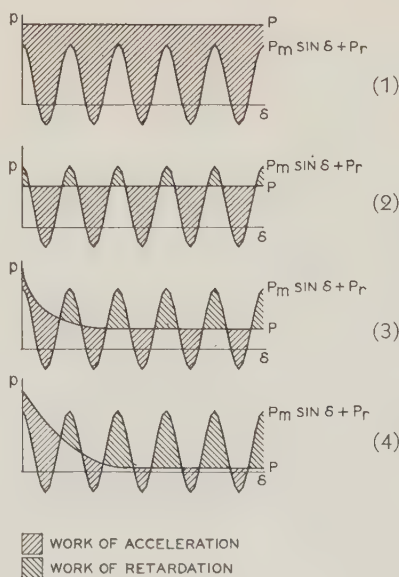 p
P
Pm SIN δ + Pr
(1)
δ
p
Pm SIN δ + Pr
P
(2)
δ
p
Pm SIN δ + Pr
P
(3)
δ
p
Pm SIN δ + Pr
(4)
P
δ
WORK OF ACCELERATION
WORK OF RETARDATION